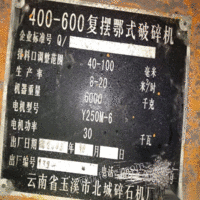 400-600复摆鄂式破碎机
企业标准号 Q/
排料口调整范围 40-100 毫米
生产率 8-20 米/时
机器重量 6000 千克
电机型号 Y250M-6
电机功率 30 千瓦
出厂日期
出厂编号
云南省玉溪市北城碎石机厂